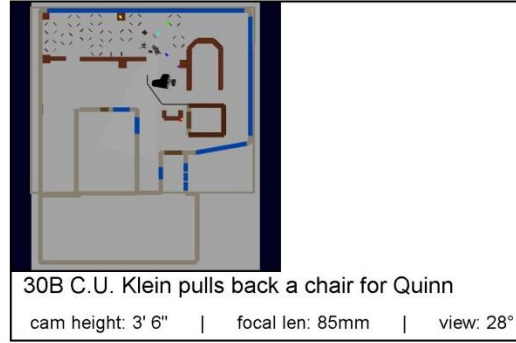 30B C.U. Klein pulls back a chair for Quinn
cam height: 3' 6" | focal len: 85mm | view: 28°